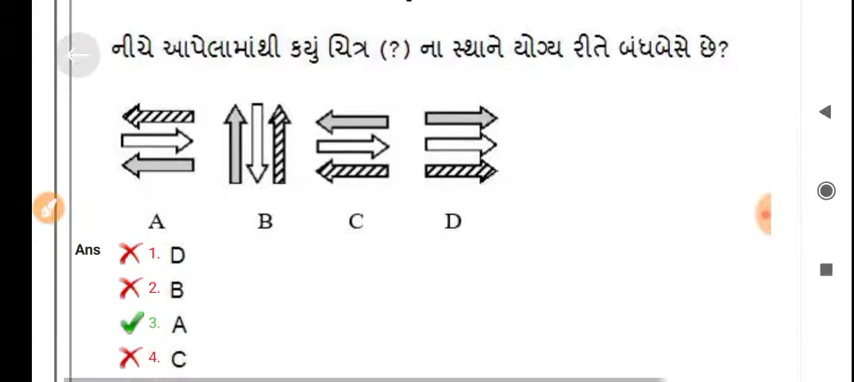 નીચે આપેલામાંથી કયું ચિત્ર (?) ના સ્થાને યોગ્ય રીતે બંધબેસે છે?
A B C D
Ans 1. D
2. B
3. A
4. C